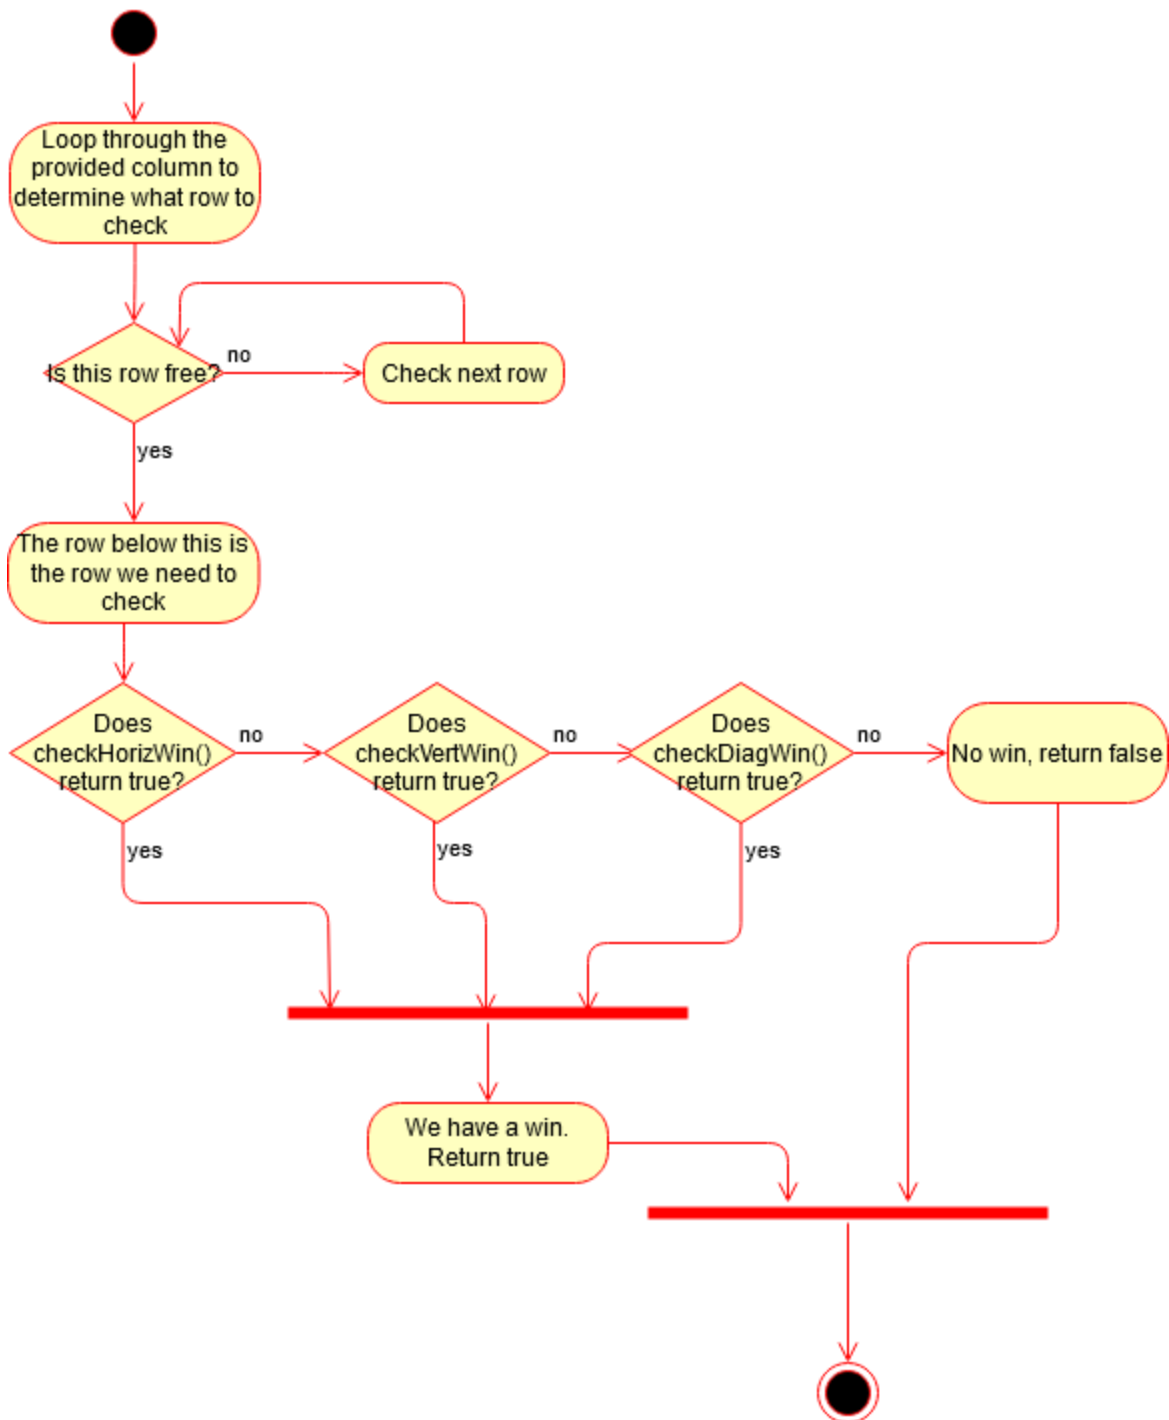 Loop through the
provided column to
determine what row to
check
Is this row free?
no
Check next row
yes
The row below this is
the row we need to
check
Does
checkHorizWin()
return true?
no
Does
checkVertWin()
return true?
no
Does
checkDiagWin()
return true?
no
No win, return false
yes
yes
yes
We have a win.
Return true